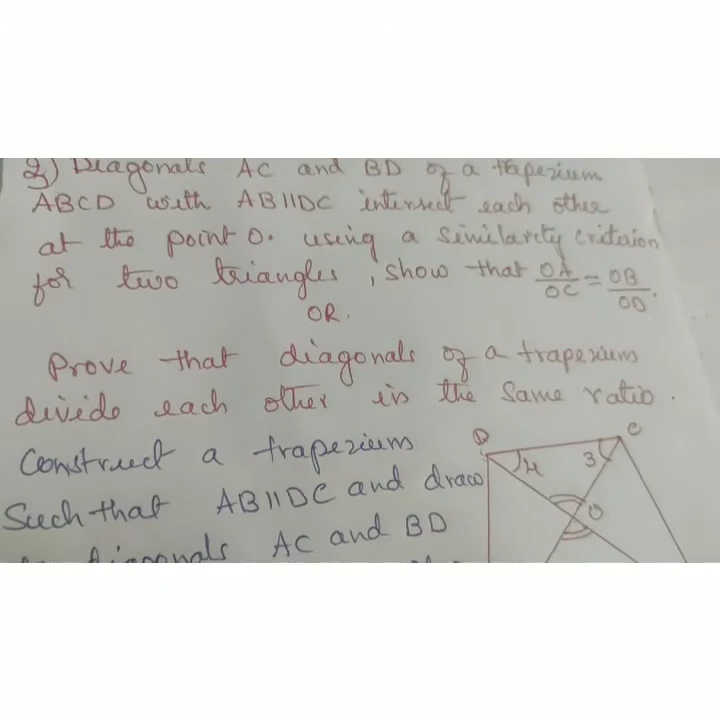 2) Diagonals AC and BD of a trapezium
ABCD with AB||DC intersect each other
at the point O. using a similarity criterion
for two triangles, show that OA/OC = OB/OD.
OR.
Prove that diagonals of a trapezium
divide each other in the same ratio.
Construct a trapezium
Such that AB||DC and draw
diagonals AC and BD
D
C
4
3
O